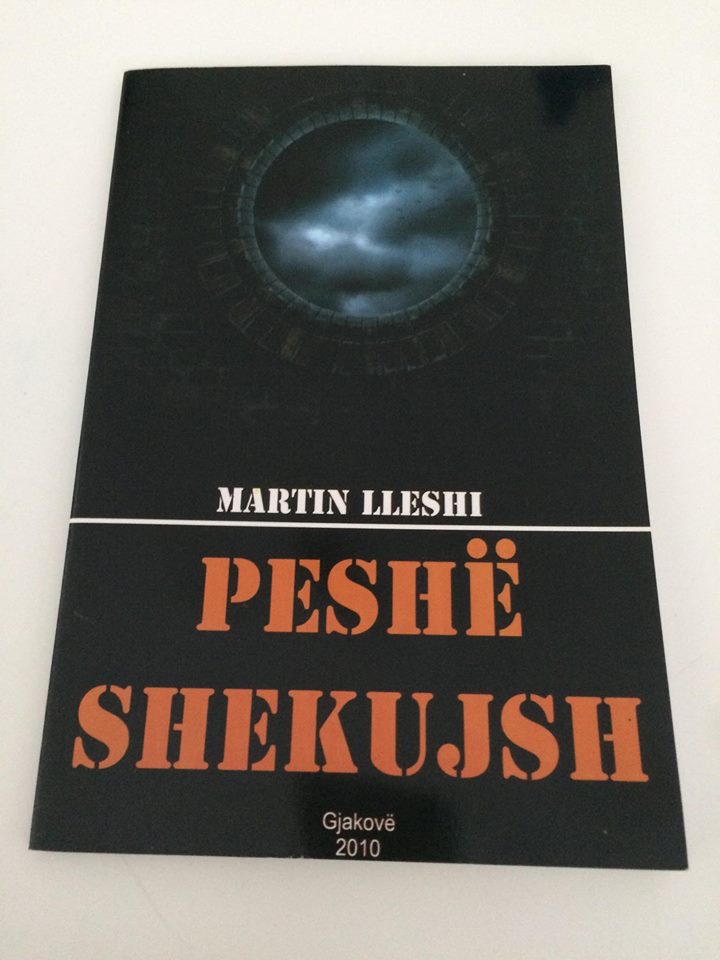 MARTIN LLESHI
PESHË
SHEKUJSH
Gjakovë
2010